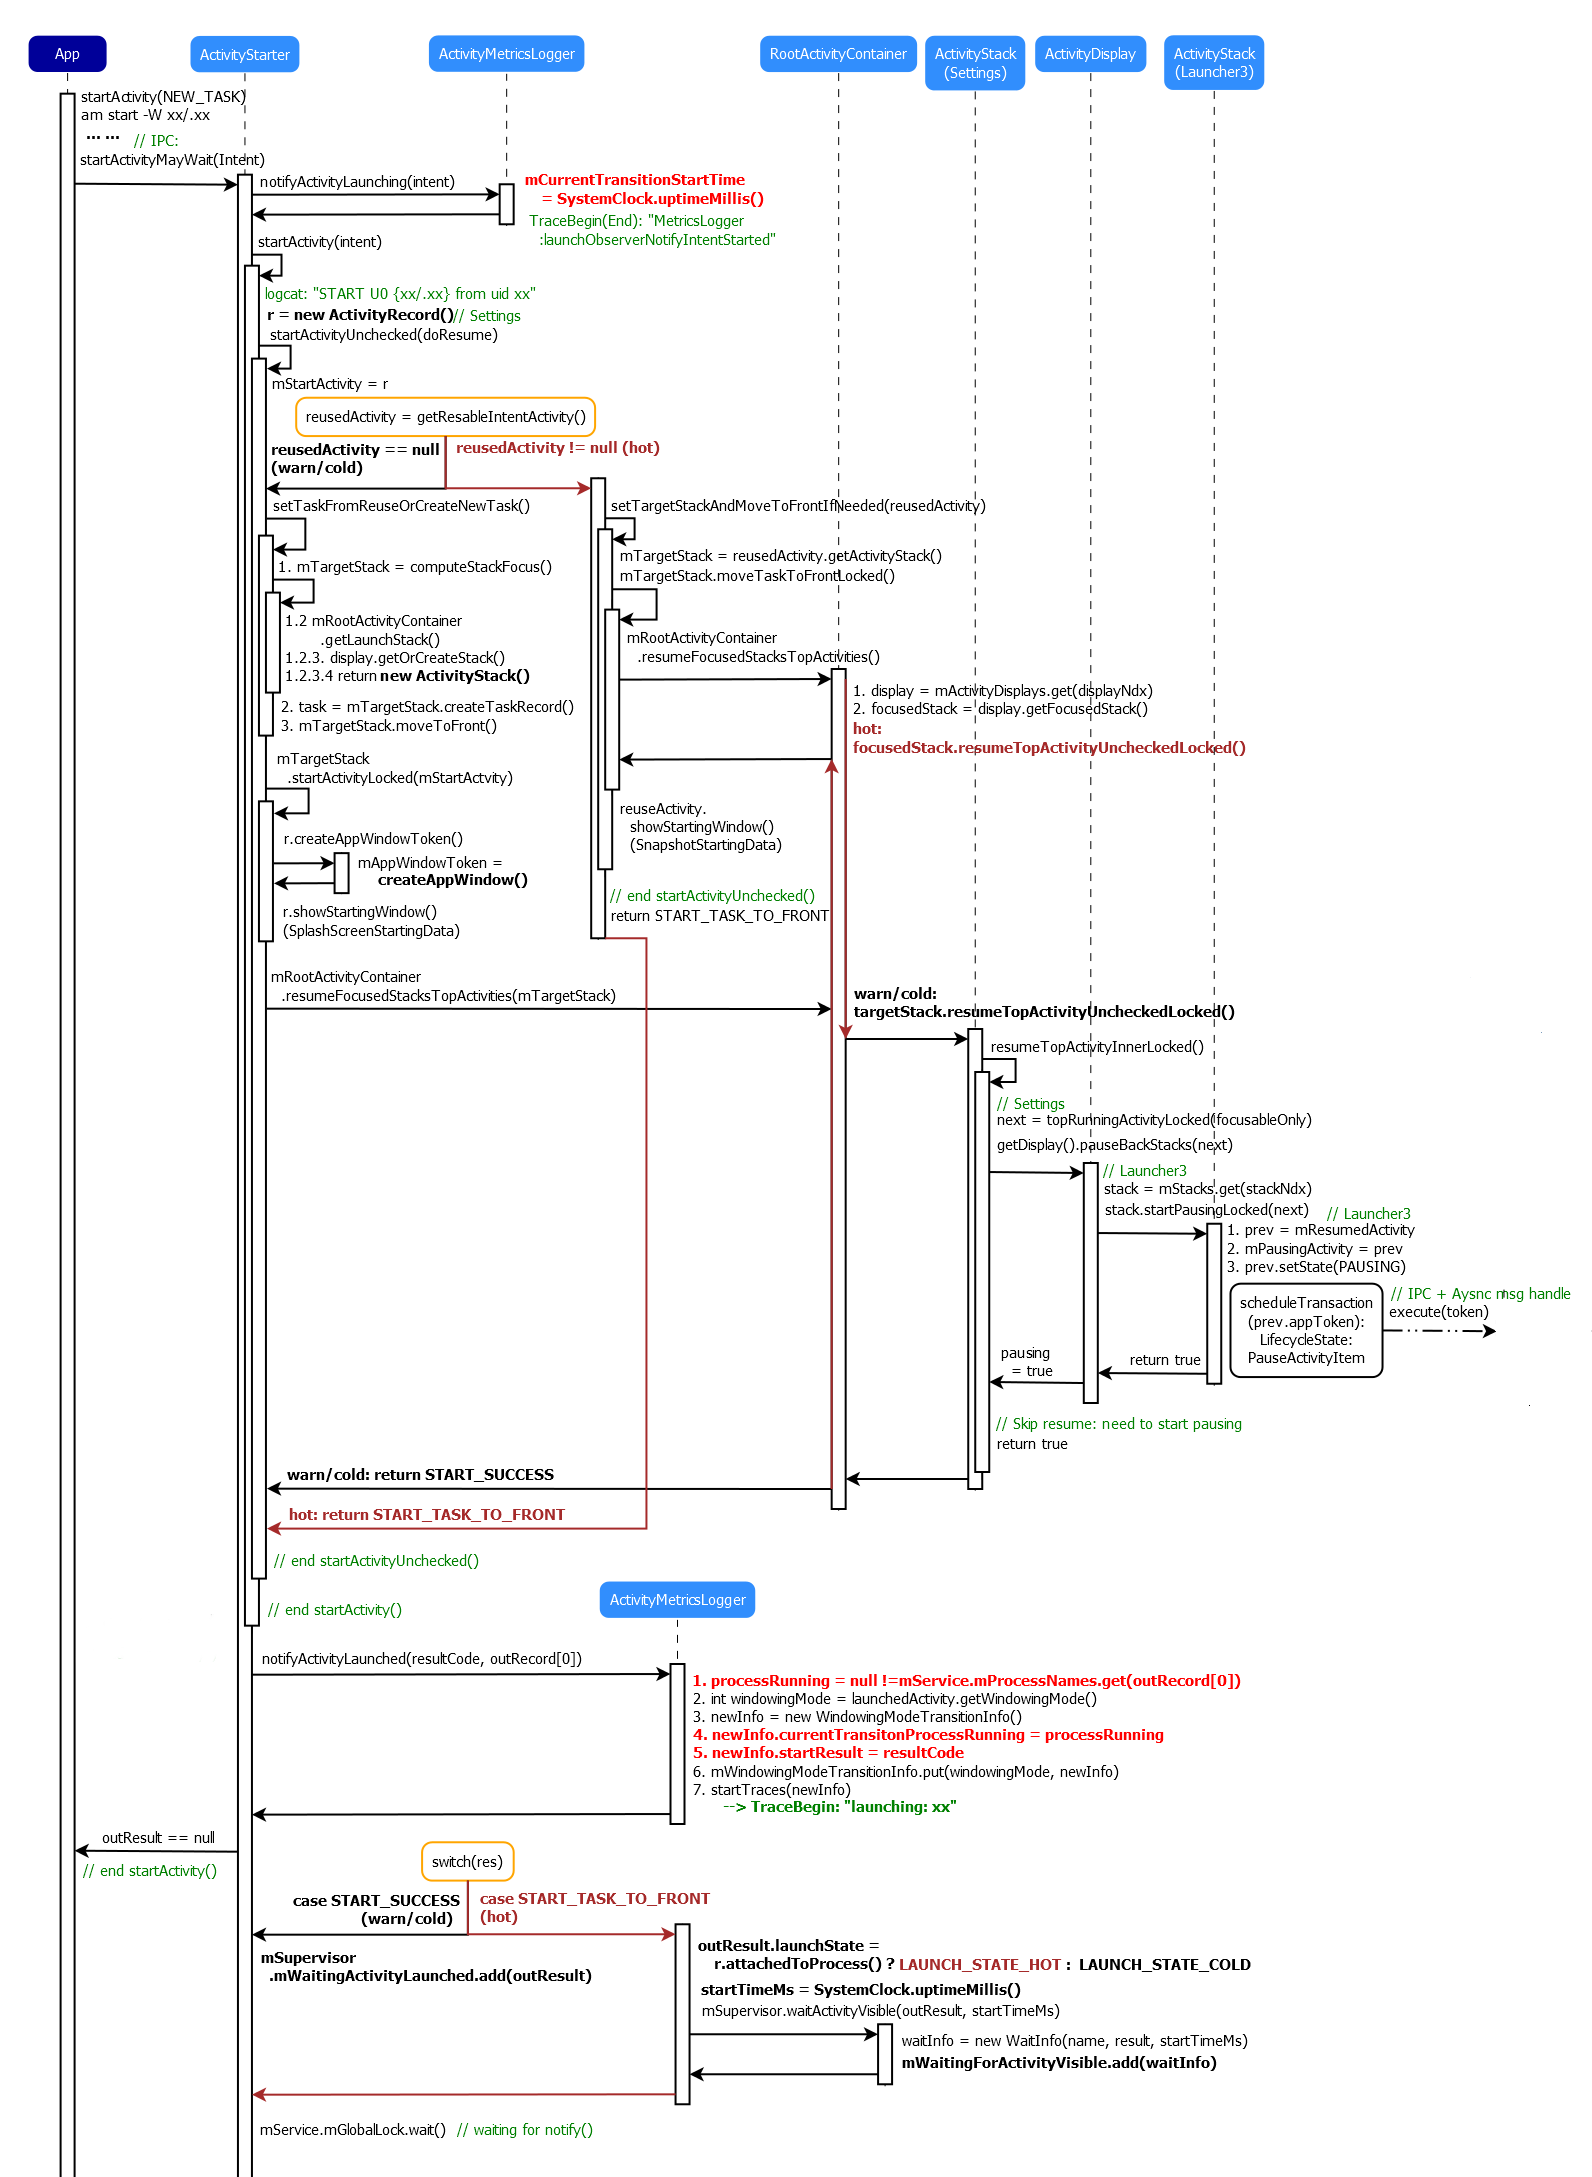 App
ActivityStarter
ActivityMetricsLogger
RootActivityContainer
ActivityStack
(Settings)
ActivityDisplay
ActivityStack
(Launcher3)
startActivity(NEW_TASK)
am start -W xx/.xx
... ...
// IPC:
startActivityMayWait(Intent)
notifyActivityLaunching(intent)
mCurrentTransitionStartTime
= SystemClock.uptimeMillis()
TraceBegin(End): "MetricsLogger
:launchObserverNotifyIntentStarted"
startActivity(intent)
logcat: "START U0 {xx/.xx} from uid xx"
r = new ActivityRecord() // Settings
startActivityUnchecked(doResume)
mStartActivity = r
reusedActivity = getResableIntentActivity()
reusedActivity == null
(warn/cold)
reusedActivity != null (hot)
setTaskFromReuseOrCreateNewTask()
1. mTargetStack = computeStackFocus()
1.2 mRootActivityContainer
.getLaunchStack()
1.2.3. display.getOrCreateStack()
1.2.3.4 return new ActivityStack()
2. task = mTargetStack.createTaskRecord()
3. mTargetStack.moveToFront()
mTargetStack
.startActivityLocked(mStartActvity)
r.createAppWindowToken()
mAppWindowToken =
createAppWindow()
r.showStartingWindow()
(SplashScreenStartingData)
setTargetStackAndMoveToFrontIfNeeded(reusedActivity)
mTargetStack = reusedActivity.getActivityStack()
mTargetStack.moveTaskToFrontLocked()
mRootActivityContainer
.resumeFocusedStacksTopActivities()
1. display = mActivityDisplays.get(displayNdx)
2. focusedStack = display.getFocusedStack()
hot:
focusedStack.resumeTopActivityUncheckedLocked()
reuseActivity.
showStartingWindow()
(SnapshotStartingData)
// end startActivityUnchecked()
return START_TASK_TO_FRONT
mRootActivityContainer
.resumeFocusedStacksTopActivities(mTargetStack)
warn/cold:
targetStack.resumeTopActivityUncheckedLocked()
resumeTopActivityInnerLocked()
// Settings
next = topRunningActivityLocked(focusableOnly)
getDisplay().pauseBackStacks(next)
// Launcher3
stack = mStacks.get(stackNdx)
stack.startPausingLocked(next)
// Launcher3
1. prev = mResumedActivity
2. mPausingActivity = prev
3. prev.setState(PAUSING)
scheduleTransaction
(prev.appToken):
LifecycleState:
PauseActivityItem
// IPC + Aysnc msg handle
execute(token)
return true
pausing
= true
// Skip resume: need to start pausing
return true
warn/cold: return START_SUCCESS
hot: return START_TASK_TO_FRONT
// end startActivityUnchecked()
// end startActivity()
ActivityMetricsLogger
notifyActivityLaunched(resultCode, outRecord[0])
1. processRunning = null !=mService.mProcessNames.get(outRecord[0])
2. int windowingMode = launchedActivity.getWindowingMode()
3. newInfo = new WindowingModeTransitionInfo()
4. newInfo.currentTransitonProcessRunning = processRunning
5. newInfo.startResult = resultCode
6. mWindowingModeTransitionInfo.put(windowingMode, newInfo)
7. startTraces(newInfo)
--> TraceBegin: "launching: xx"
outResult == null
// end startActivity()
switch(res)
case START_SUCCESS
(warn/cold)
case START_TASK_TO_FRONT
(hot)
mSupervisor
.mWaitingActivityLaunched.add(outResult)
outResult.launchState =
r.attachedToProcess() ? LAUNCH_STATE_HOT : LAUNCH_STATE_COLD
startTimeMs = SystemClock.uptimeMillis()
mSupervisor.waitActivityVisible(outResult, startTimeMs)
waitInfo = new WaitInfo(name, result, startTimeMs)
mWaitingForActivityVisible.add(waitInfo)
mService.mGlobalLock.wait() // waiting for notify()